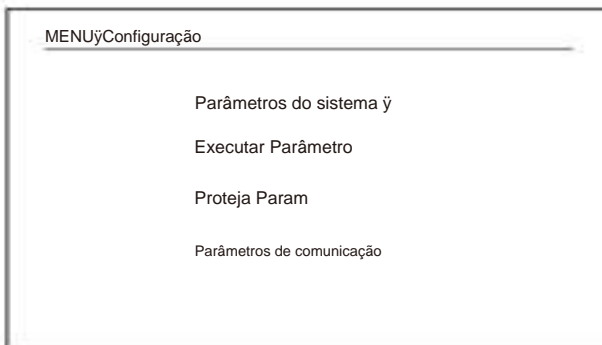 MENUÿConfiguração
Parâmetros do sistema ÿ
Executar Parâmetro
Proteja Param
Parâmetros de comunicação